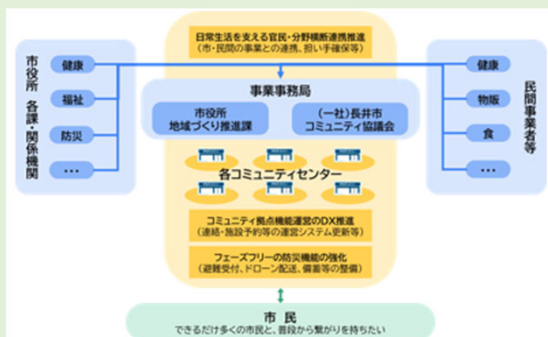 日常生活を支える官民・分野横断連携推進
(市・民間の事業との連携、担い手確保等)
市役所 各課・関係機関
健康
福祉
防災
…
事業事務局
市役所
地域づくり推進課
(一社)長井市
コミュニティ協議会
民間事業者等
健康
物販
食
…
各コミュニティセンター
コミュニティ拠点機能運営のDX推進
(連絡・施設予約等の運営システム更新等)
フェーズフリーの防災機能の強化
(避難受付、ドローン配送、備蓄等の整備)
市 民
できるだけ多くの市民と、普段から繋がりを持ちたい